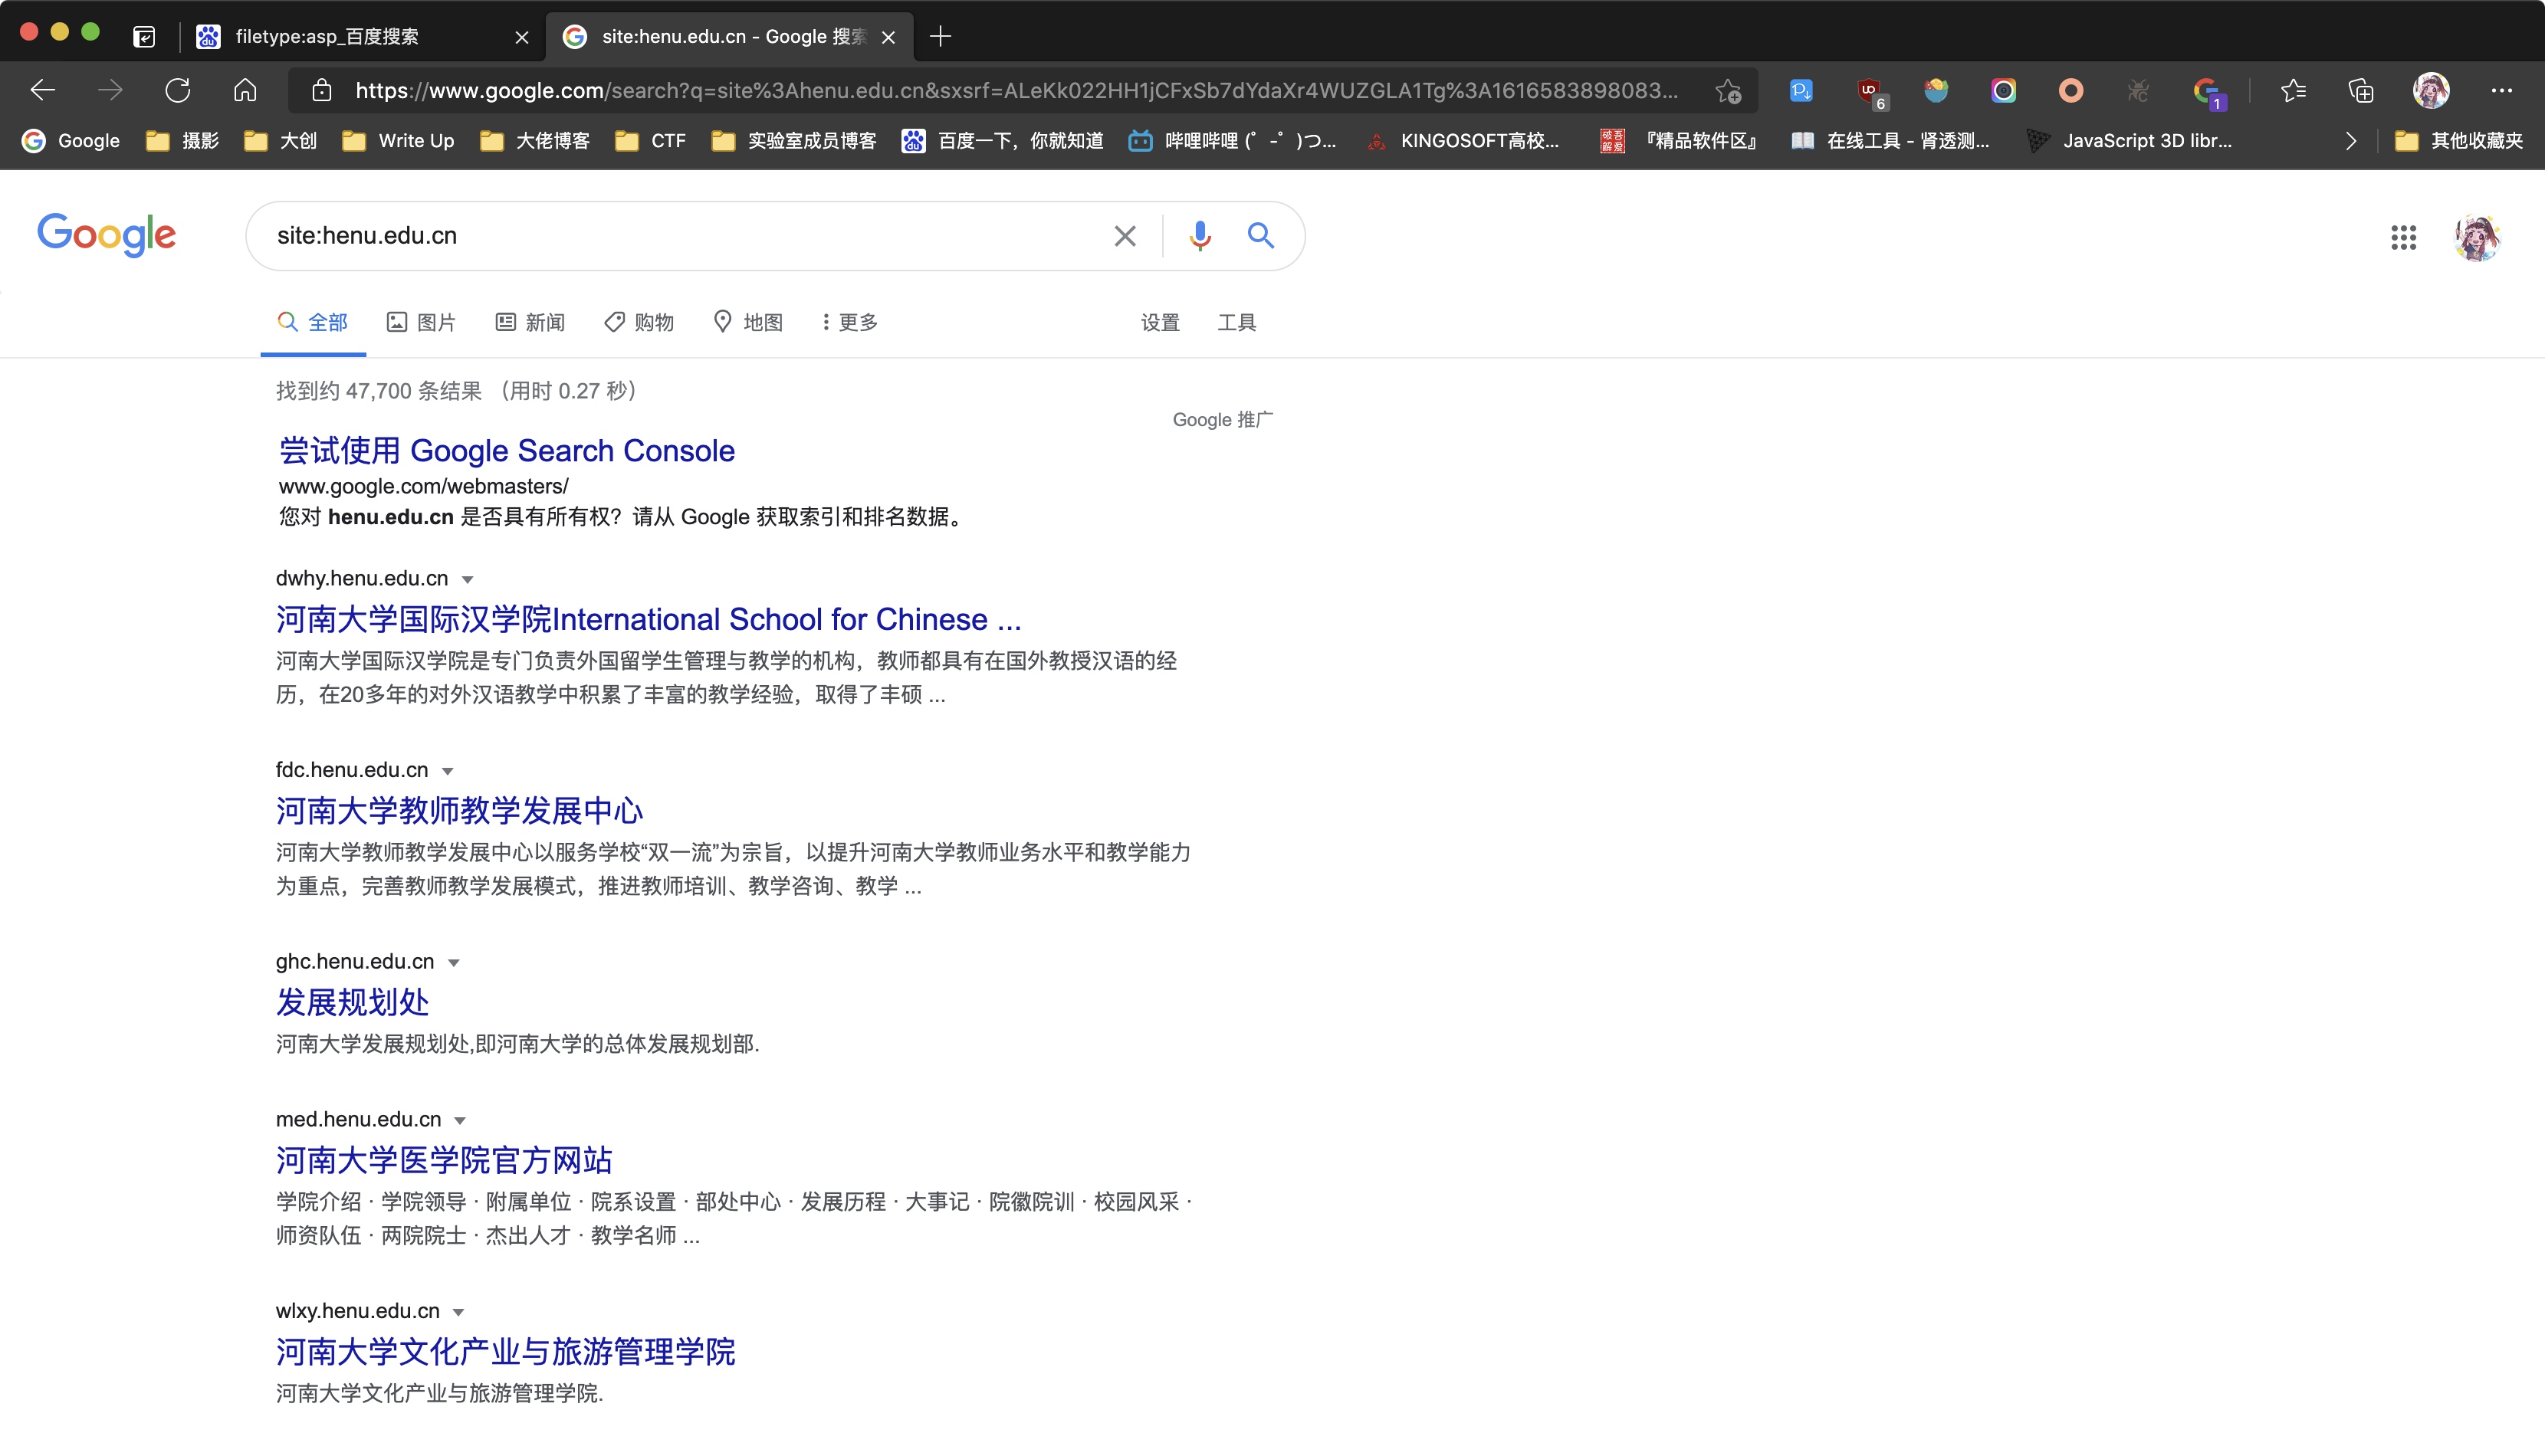 filetype:asp_百度搜索
site:henu.edu.cn - Google 搜索
https://www.google.com/search?q=site%3Ahenu.edu.cn&sxsrf=ALeKk022HH1jCFxSb7dYdaXr4WUZGLA1Tg%3A1616583898083...
6
1
Google
摄影
大创
Write Up
大佬博客
CTF
实验室成员博客
百度一下，你就知道
哔哩哔哩 (゜-゜)つ...
KINGOSOFT高校...
『精品软件区』
在线工具 - 肾透测...
JavaScript 3D libr...
其他收藏夹
Google
site:henu.edu.cn
全部
图片
新闻
购物
地图
更多
设置
工具
找到约 47,700 条结果 （用时 0.27 秒）
Google 推广
尝试使用 Google Search Console
www.google.com/webmasters/
您对 henu.edu.cn 是否具有所有权？请从 Google 获取索引和排名数据。
dwhy.henu.edu.cn
河南大学国际汉学院International School for Chinese ...
河南大学国际汉学院是专门负责外国留学生管理与教学的机构，教师都具有在国外教授汉语的经
历，在20多年的对外汉语教学中积累了丰富的教学经验，取得了丰硕 ...
fdc.henu.edu.cn
河南大学教师教学发展中心
河南大学教师教学发展中心以服务学校“双一流”为宗旨，以提升河南大学教师业务水平和教学能力
为重点，完善教师教学发展模式，推进教师培训、教学咨询、教学 ...
ghc.henu.edu.cn
发展规划处
河南大学发展规划处,即河南大学的总体发展规划部.
med.henu.edu.cn
河南大学医学院官方网站
学院介绍 · 学院领导 · 附属单位 · 院系设置 · 部处中心 · 发展历程 · 大事记 · 院徽院训 · 校园风采 ·
师资队伍 · 两院院士 · 杰出人才 · 教学名师 ...
wlxy.henu.edu.cn
河南大学文化产业与旅游管理学院
河南大学文化产业与旅游管理学院.